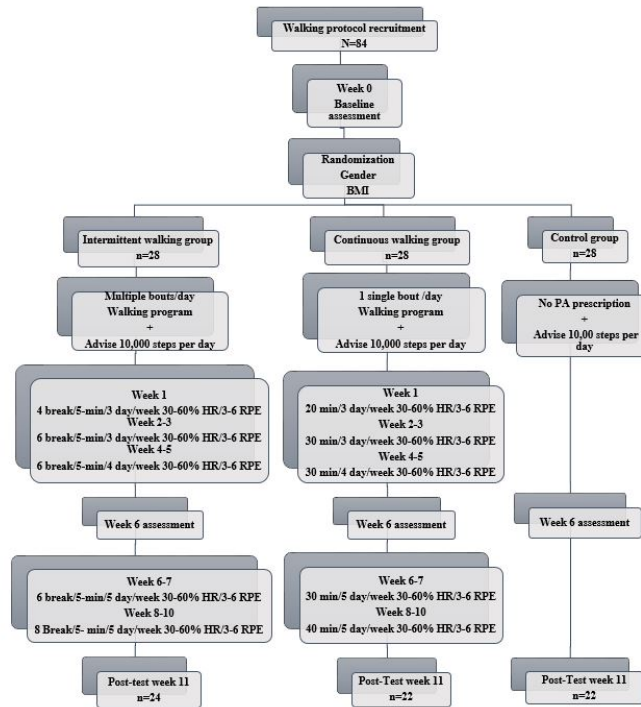 Walking protocol recruitment
N=84
Week 0
Baseline
assessment
Randomization
Gender
BMI
Intermittent walking group
n=28
Continuous walking group
n=28
Control group
n=28
Multiple bouts/day
Walking program
+
Advise 10,000 steps per day
1 single bout /day
Walking program
+
Advise 10,000 steps per day
No PA prescription
+
Advise 10,00 steps per
day
Week 1
4 break/5-min/3 day/week 30-60% HR/3-6 RPE
Week 2-3
6 break/5-min/3 day/week 30-60% HR/3-6 RPE
Week 4-5
6 break/5-min/4 day/week 30-60% HR/3-6 RPE
Week 1
20 min/3 day/week 30-60% HR/3-6 RPE
Week 2-3
30 min/3 day/week 30-60% HR/3-6 RPE
Week 4-5
30 min/4 day/week 30-60% HR/3-6 RPE
Week 6 assessment
Week 6 assessment
Week 6 assessment
Week 6-7
6 break/5-min/5 day/week 30-60% HR/3-6 RPE
Week 8-10
8 Break/5- min/5 day/week 30-60% HR/3-6 RPE
Week 6-7
30 min/5 day/week 30-60% HR/3-6 RPE
Week 8-10
40 min/5 day/week 30-60% HR/3-6 RPE
Post-test week 11
n=24
Post-Test week 11
n=22
Post-Test week 11
n=22